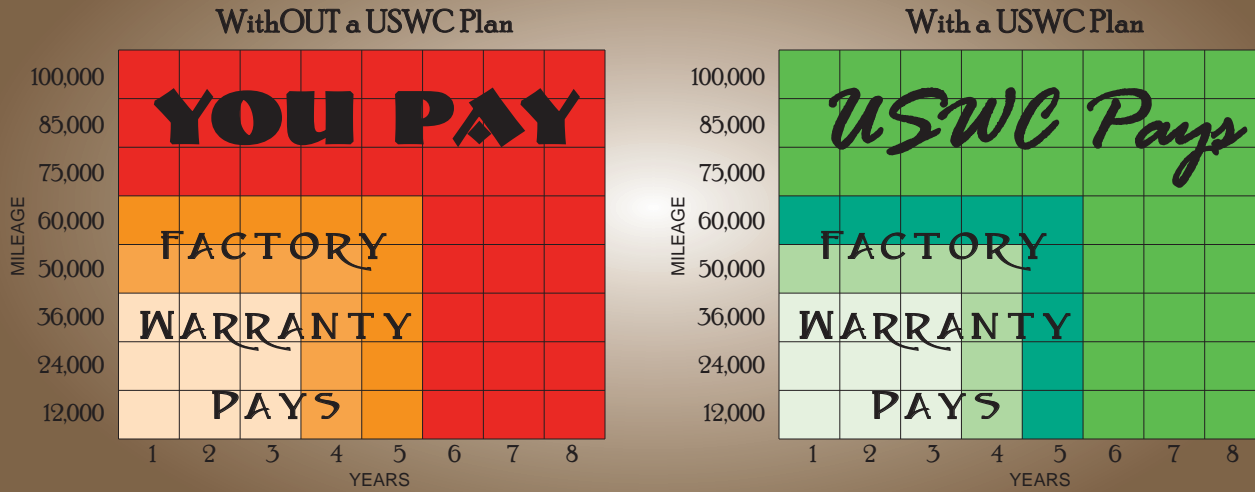 WithOUT a USWC Plan
100,000
85,000
75,000
60,000
50,000
36,000
24,000
12,000
MILEAGE
YOU PAY
FACTORY
WARRANTY
PAYS
1 2 3 4 5 6 7 8
YEARS
With a USWC Plan
100,000
85,000
75,000
60,000
50,000
36,000
24,000
12,000
MILEAGE
USWC Pays
FACTORY
WARRANTY
PAYS
1 2 3 4 5 6 7 8
YEARS